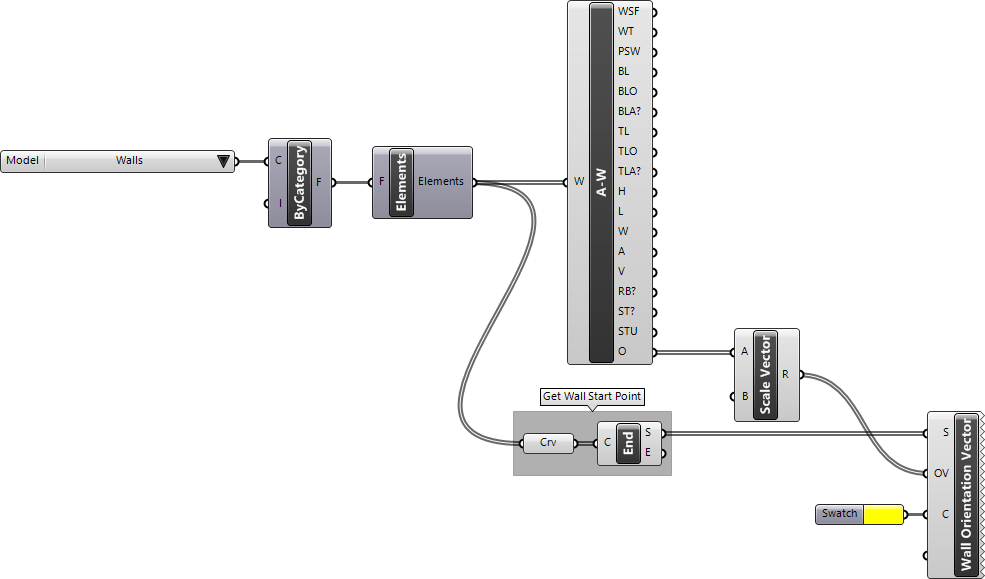 Model Walls
C ByCategory F
I
F Elements Elements
W A-W
WSF
WT
PSW
BL
BLO
BLA?
TL
TLO
TLA?
H
L
W
A
V
RB?
ST?
STU
O
A Scale Vector R
B
Get Wall Start Point
Crv
C End S
E
S Wall Orientation Vector
OV
C
Swatch